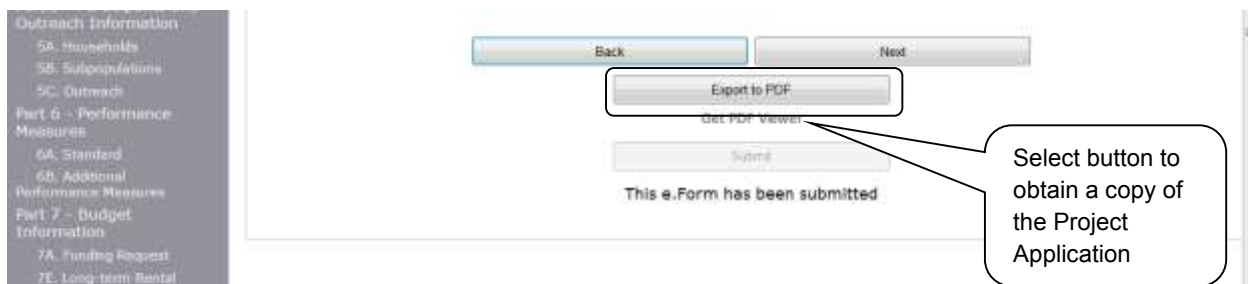 Outreach Information
5A. Households
5B. Subpopulations
5C. Outreach
Part 6 - Performance
Measures
6A. Standard
6B. Additional
Performance Measures
Part 7 - Budget
Information
7A. Funding Request
7E. Long-term Rental
Back
Next
Export to PDF
Get PDF Viewer
Submit
This e.Form has been submitted
Select button to
obtain a copy of
the Project
Application